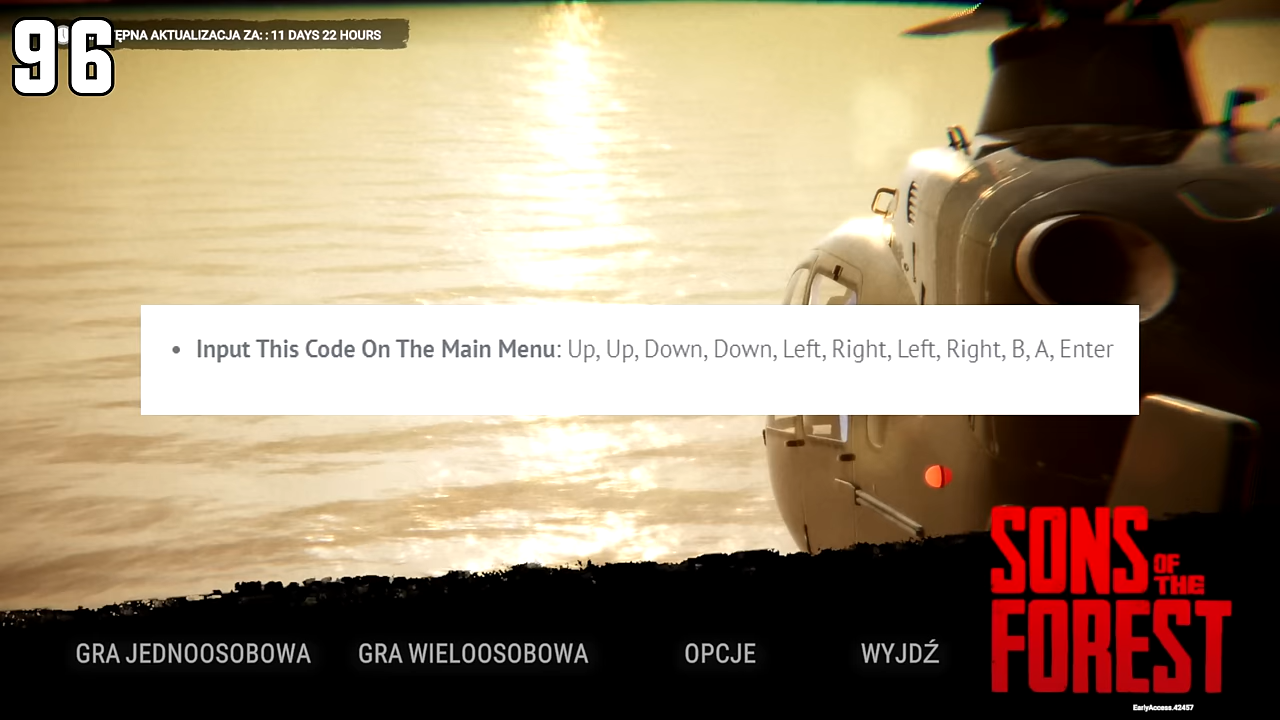 96
ĘPNA AKTUALIZACJA ZA: : 11 DAYS 22 HOURS
• Input This Code On The Main Menu: Up, Up, Down, Down, Left, Right, Left, Right, B, A, Enter
SONS OF THE FOREST
GRA JEDNOOSOBOWA GRA WIELOOSOBOWA OPCJE WYJDŹ
EarlyAccess.42457